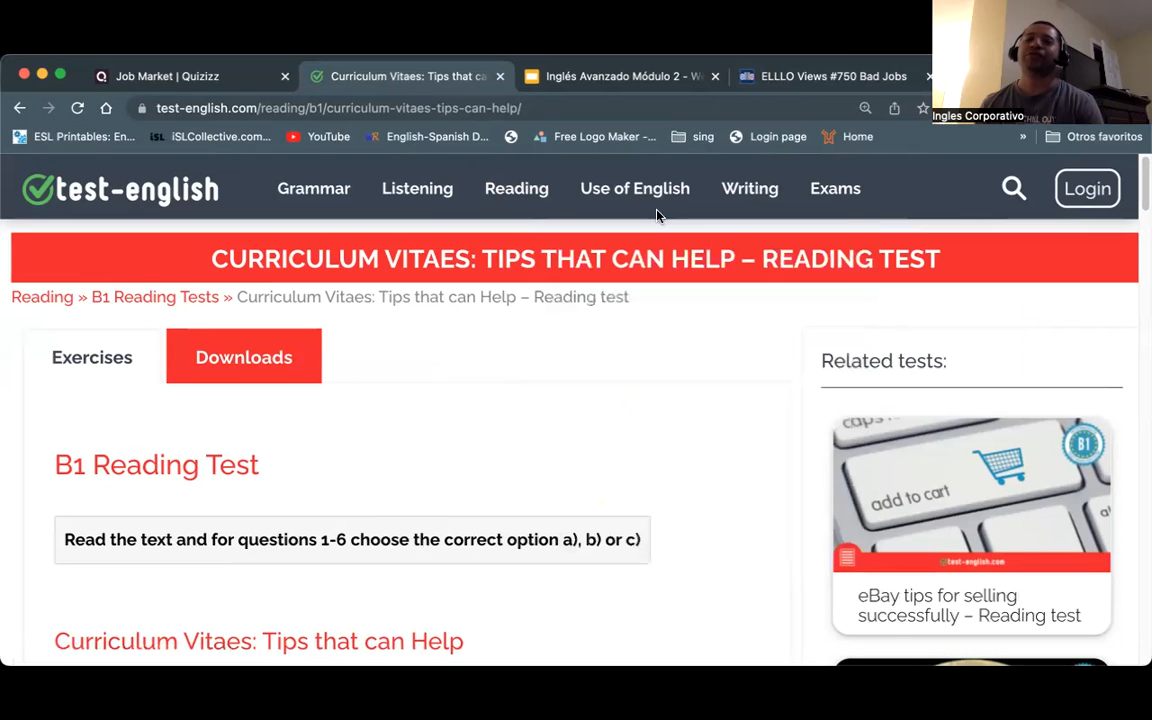 Job Market | Quizizz
Curriculum Vitaes: Tips that ca
Inglés Avanzado Módulo 2 - W
ELLLO Views #750 Bad Jobs
test-english.com/reading/b1/curriculum-vitaes-tips-can-help/
Ingles Corporativo
ESL Printables: En...
iSL
iSLCollective.com...
YouTube
English-Spanish D...
Free Logo Maker -...
sing
Login page
Home
»
Otros favoritos
test-english
Grammar
Listening
Reading
Use of English
Writing
Exams
Login
CURRICULUM VITAES: TIPS THAT CAN HELP – READING TEST
Reading » B1 Reading Tests » Curriculum Vitaes: Tips that can Help – Reading test
Exercises
Downloads
Related tests:
B1 Reading Test
Read the text and for questions 1-6 choose the correct option a), b) or c)
Curriculum Vitaes: Tips that can Help
B1
add to cart
test-english.com
eBay tips for selling
successfully – Reading test